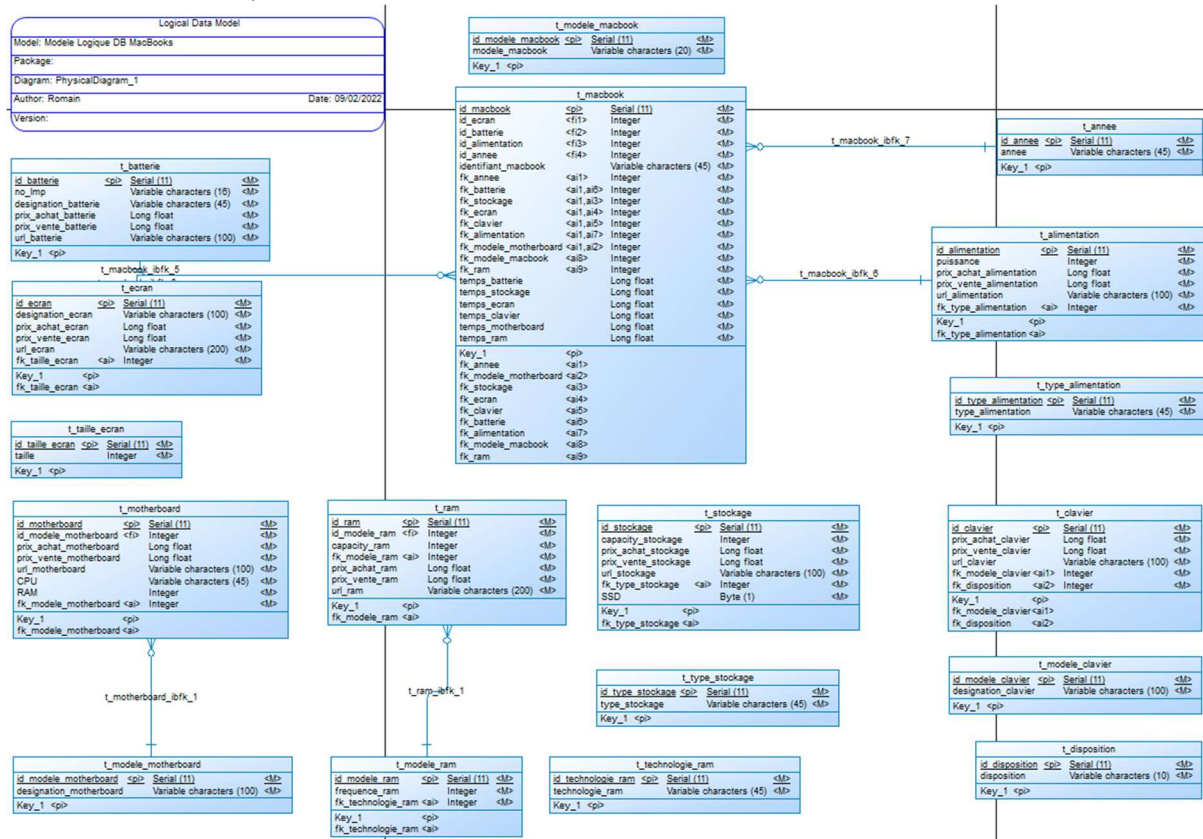 Logical Data Model
Model: Modele Logique DB MacBooks
Package:
Diagram: PhysicalDiagram_1
Author: Romain Date: 09/02/2022
Version:
t_modele_macbook
id_modele_macbook <pi> Serial (11) <M>
modele_macbook Variable characters (20) <M>
Key_1 <pi>
t_macbook
id_macbook <pi> Serial (11) <M>
id_ecran <fi1> Integer <M>
id_batterie <fi2> Integer <M>
id_alimentation <fi3> Integer <M>
id_annee <fi4> Integer <M>
identifiant_macbook Variable characters (45) <M>
fk_annee <ai1> Integer <M>
fk_batterie <ai1,ai6> Integer <M>
fk_stockage <ai1,ai3> Integer <M>
fk_ecran <ai1,ai4> Integer <M>
fk_clavier <ai1,ai5> Integer <M>
fk_alimentation <ai1,ai7> Integer <M>
fk_modele_motherboard <ai1,ai2> Integer <M>
fk_modele_macbook <ai8> Integer <M>
fk_ram <ai9> Integer <M>
temps_batterie Long float <M>
temps_stockage Long float <M>
temps_ecran Long float <M>
temps_clavier Long float <M>
temps_motherboard Long float <M>
temps_ram Long float <M>
Key_1 <pi>
fk_annee <ai1>
fk_modele_motherboard <ai2>
fk_stockage <ai3>
fk_ecran <ai4>
fk_clavier <ai5>
fk_batterie <ai6>
fk_alimentation <ai7>
fk_modele_macbook <ai8>
fk_ram <ai9>
t_macbook_ibfk_7
t_annee
id_annee <pi> Serial (11) <M>
annee Variable characters (45) <M>
Key_1 <pi>
t_batterie
id_batterie <pi> Serial (11) <M>
no_lmp Variable characters (16) <M>
designation_batterie Variable characters (45) <M>
prix_achat_batterie Long float <M>
prix_vente_batterie Long float <M>
url_batterie Variable characters (100) <M>
Key_1 <pi>
t_macbook_ibfk_5
t_macbook_ibfk_6
t_alimentation
id_alimentation <pi> Serial (11) <M>
puissance Integer <M>
prix_achat_alimentation Long float <M>
prix_vente_alimentation Long float <M>
url_alimentation Variable characters (100) <M>
fk_type_alimentation <ai> Integer <M>
Key_1 <pi>
fk_type_alimentation <ai>
t_ecran
id_ecran <pi> Serial (11) <M>
designation_ecran Variable characters (100) <M>
prix_achat_ecran Long float <M>
prix_vente_ecran Long float <M>
url_ecran Variable characters (200) <M>
fk_taille_ecran <ai> Integer <M>
Key_1 <pi>
fk_taille_ecran <ai>
t_type_alimentation
id_type_alimentation <pi> Serial (11) <M>
type_alimentation Variable characters (45) <M>
Key_1 <pi>
t_taille_ecran
id_taille_ecran <pi> Serial (11) <M>
taille Integer <M>
Key_1 <pi>
t_motherboard
id_motherboard <pi> Serial (11) <M>
id_modele_motherboard <fi> Integer <M>
prix_achat_motherboard Long float <M>
prix_vente_motherboard Long float <M>
url_motherboard Variable characters (100) <M>
CPU Variable characters (45) <M>
RAM Integer <M>
fk_modele_motherboard <ai> Integer <M>
Key_1 <pi>
fk_modele_motherboard <ai>
t_ram
id_ram <pi> Serial (11) <M>
id_modele_ram <fi> Integer <M>
capacity_ram Integer <M>
fk_modele_ram <ai> Integer <M>
prix_achat_ram Long float <M>
prix_vente_ram Long float <M>
url_ram Variable characters (200) <M>
Key_1 <pi>
fk_modele_ram <ai>
t_stockage
id_stockage <pi> Serial (11) <M>
capacity_stockage Integer <M>
prix_achat_stockage Long float <M>
prix_vente_stockage Long float <M>
url_stockage Variable characters (100) <M>
fk_type_stockage <ai> Integer <M>
SSD Byte (1) <M>
Key_1 <pi>
fk_type_stockage <ai>
t_clavier
id_clavier <pi> Serial (11) <M>
prix_achat_clavier Long float <M>
prix_vente_clavier Long float <M>
url_clavier Variable characters (100) <M>
fk_modele_clavier <ai1> Integer <M>
fk_disposition <ai2> Integer <M>
Key_1 <pi>
fk_modele_clavier <ai1>
fk_disposition <ai2>
t_motherboard_ibfk_1
t_ram_ibfk_1
t_type_stockage
id_type_stockage <pi> Serial (11) <M>
type_stockage Variable characters (45) <M>
Key_1 <pi>
t_modele_clavier
id_modele_clavier <pi> Serial (11) <M>
designation_clavier Variable characters (100) <M>
Key_1 <pi>
t_modele_motherboard
id_modele_motherboard <pi> Serial (11) <M>
designation_motherboard Variable characters (100) <M>
Key_1 <pi>
t_modele_ram
id_modele_ram <pi> Serial (11) <M>
frequence_ram Integer <M>
fk_technologie_ram <ai> Integer <M>
Key_1 <pi>
fk_technologie_ram <ai>
t_technologie_ram
id_technologie_ram <pi> Serial (11) <M>
technologie_ram Variable characters (45) <M>
Key_1 <pi>
t_disposition
id_disposition <pi> Serial (11) <M>
disposition Variable characters (10) <M>
Key_1 <pi>